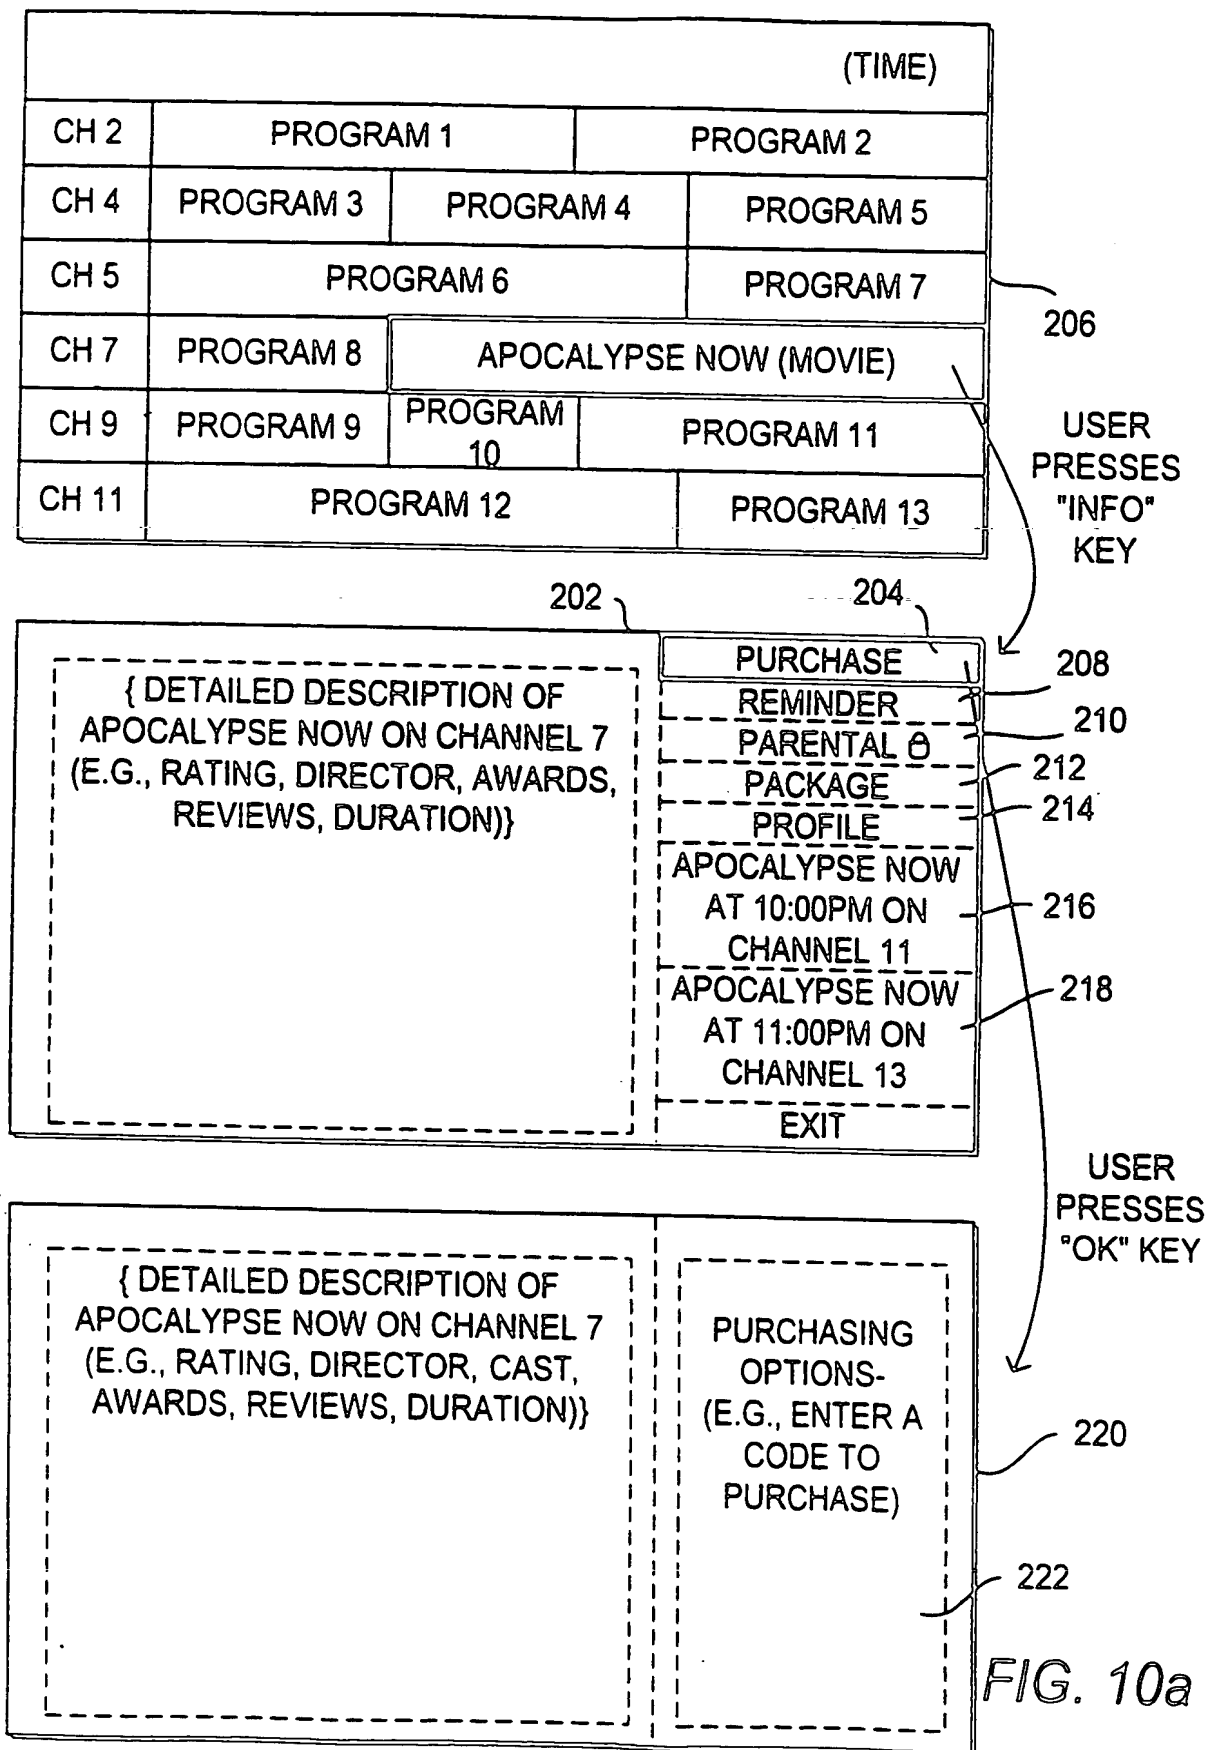 (TIME)
CH 2 PROGRAM 1 PROGRAM 2
CH 4 PROGRAM 3 PROGRAM 4 PROGRAM 5
CH 5 PROGRAM 6 PROGRAM 7
206
CH 7 PROGRAM 8 APOCALYPSE NOW (MOVIE)
CH 9 PROGRAM 9 PROGRAM
10 PROGRAM 11
CH 11 PROGRAM 12 PROGRAM 13
USER
PRESSES
"INFO"
KEY
202
204
{ DETAILED DESCRIPTION OF
APOCALYPSE NOW ON CHANNEL 7
(E.G., RATING, DIRECTOR, AWARDS,
REVIEWS, DURATION)}
PURCHASE
REMINDER
208
PARENTAL
210
PACKAGE
212
PROFILE
214
APOCALYPSE NOW
AT 10:00PM ON
CHANNEL 11
216
APOCALYPSE NOW
AT 11:00PM ON
CHANNEL 13
218
EXIT
USER
PRESSES
"OK" KEY
{ DETAILED DESCRIPTION OF
APOCALYPSE NOW ON CHANNEL 7
(E.G., RATING, DIRECTOR, CAST,
AWARDS, REVIEWS, DURATION)}
PURCHASING
OPTIONS-
(E.G., ENTER A
CODE TO
PURCHASE)
220
222
FIG. 10a